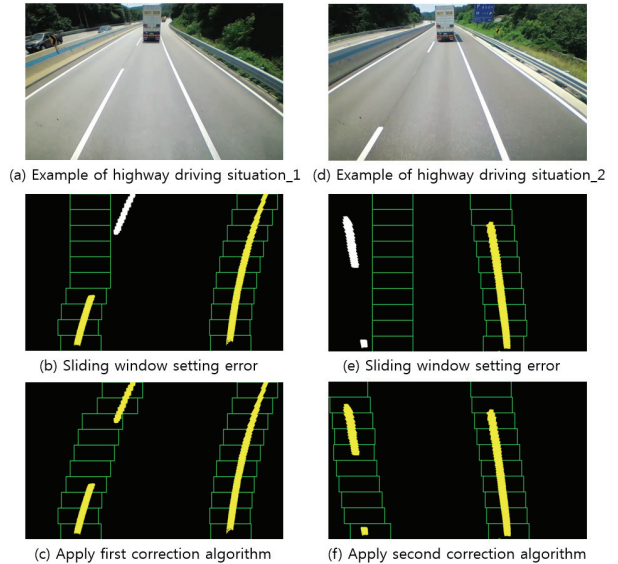 (a) Example of highway driving situation_1
(d) Example of highway driving situation_2
(b) Sliding window setting error
(e) Sliding window setting error
(c) Apply first correction algorithm
(f) Apply second correction algorithm